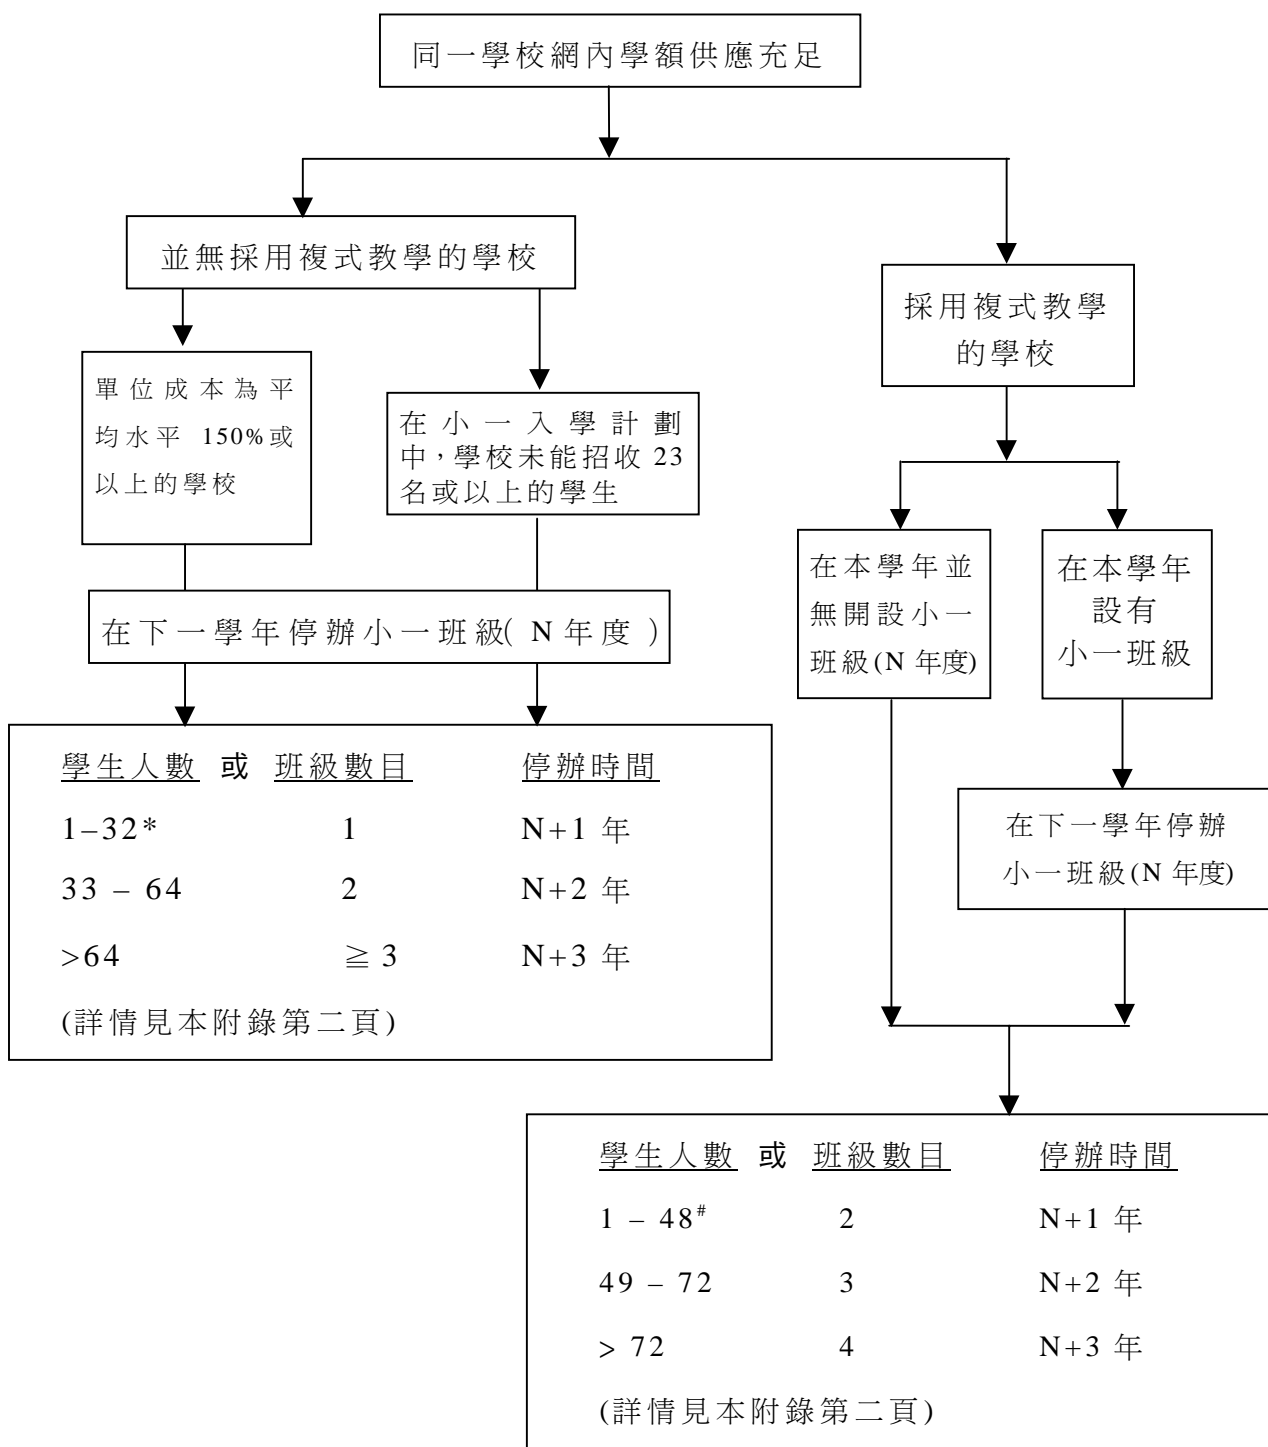 同一學校網內學額供應充足
並無採用複式教學的學校
採用複式教學
的學校
單位成本為平
均水平 150%或
以上的學校
在小一入學計劃
中，學校未能招收 23
名或以上的學生
在本學年並
無開設小一
班級(N 年度)
在本學年
設有
小一班級
在下一學年停辦小一班級( N 年度 )
學生人數 或 班級數目 停辦時間
1–32* 1 N+1 年
33 – 64 2 N+2 年
>64 ≧ 3 N+3 年
(詳情見本附錄第二頁)
在下一學年停辦
小一班級(N 年度)
學生人數 或 班級數目 停辦時間
1 – 48# 2 N+1 年
49 – 72 3 N+2 年
> 72 4 N+3 年
(詳情見本附錄第二頁)